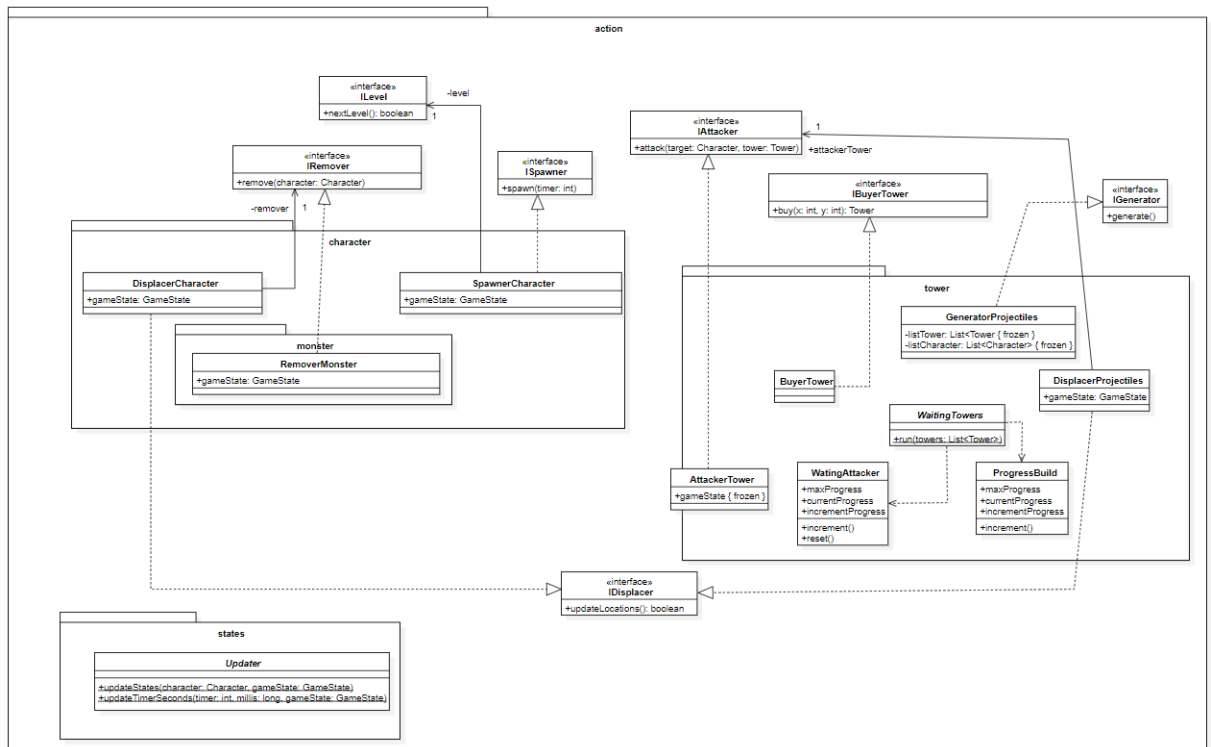 action
«interface»
ILevel
+nextLevel(): boolean
-level
1
«interface»
IRemover
+remove(character: Character)
-remover
1
«interface»
ISpawner
+spawn(timer: int)
«interface»
IAttacker
+attack(target: Character, tower: Tower)
1
+attackerTower
«interface»
IBuyerTower
+buy(x: int, y: int): Tower
«interface»
IGenerator
+generate()
character
DisplacerCharacter
+gameState: GameState
SpawnerCharacter
+gameState: GameState
monster
RemoverMonster
+gameState: GameState
tower
GeneratorProjectiles
-listTower: List<Tower { frozen }
-listCharacter: List<Character> { frozen }
BuyerTower
DisplacerProjectiles
+gameState: GameState
WaitingTowers
+run(towers: List<Tower>)
AttackerTower
+gameState { frozen }
WatingAttacker
+maxProgress
+currentProgress
+incrementProgress
+increment()
+reset()
ProgressBuild
+maxProgress
+currentProgress
+incrementProgress
+increment()
«interface»
IDisplacer
+updateLocations(): boolean
states
Updater
+updateStates(character: Character, gameState: GameState)
+updateTimerSeconds(timer: int, millis: long, gameState: GameState)